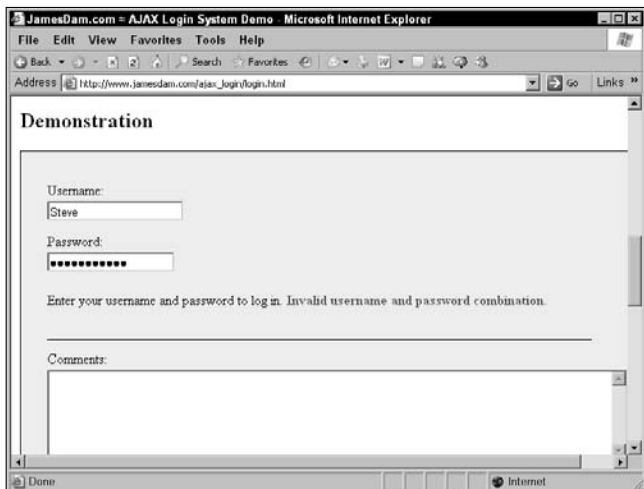 JamesDam.com = AJAX Login System Demo - Microsoft Internet Explorer
File Edit View Favorites Tools Help
Back Search Favorites
Address http://www.jamesdam.com/ajax_login/login.html Go Links »
Demonstration
Username:
Steve
Password:
•••••••••••
Enter your username and password to log in. Invalid username and password combination.
Comments:
Done Internet